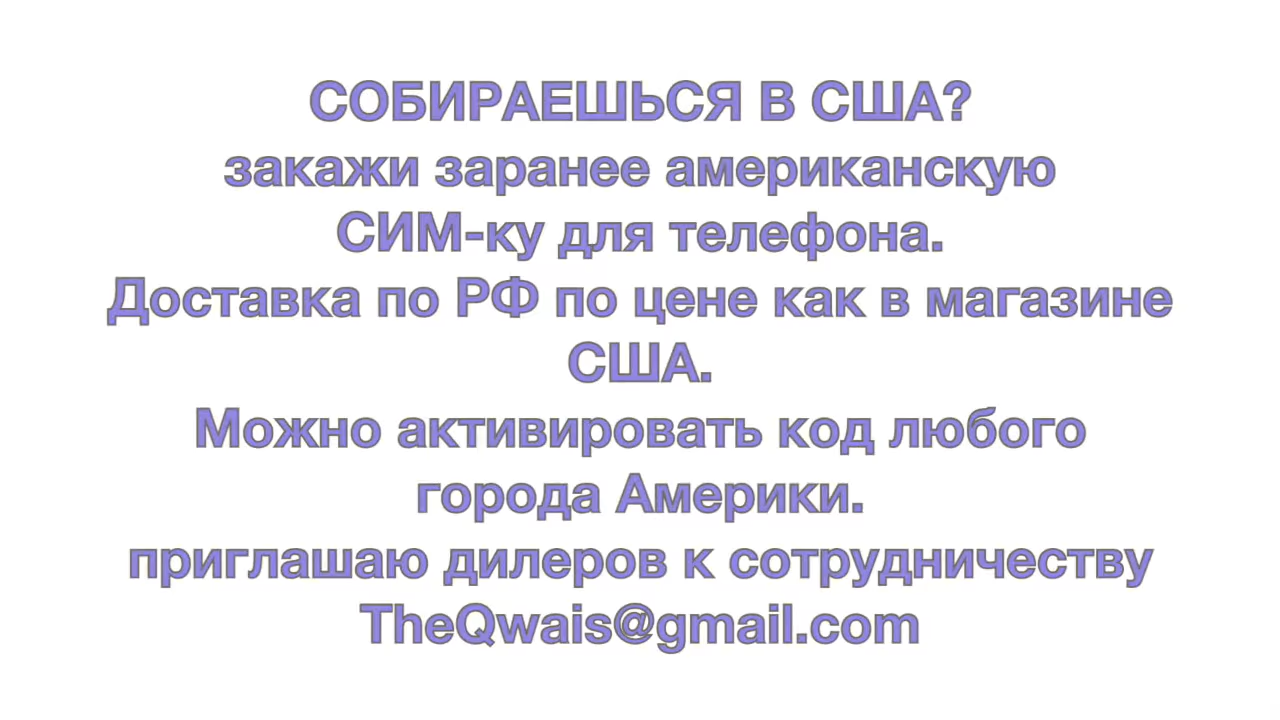 СОБИРАЕШЬСЯ В США?
закажи заранее американскую
СИМ-ку для телефона.
Доставка по РФ по цене как в магазине
США.
Можно активировать код любого
города Америки.
приглашаю дилеров к сотрудничеству
TheQwais@gmail.com